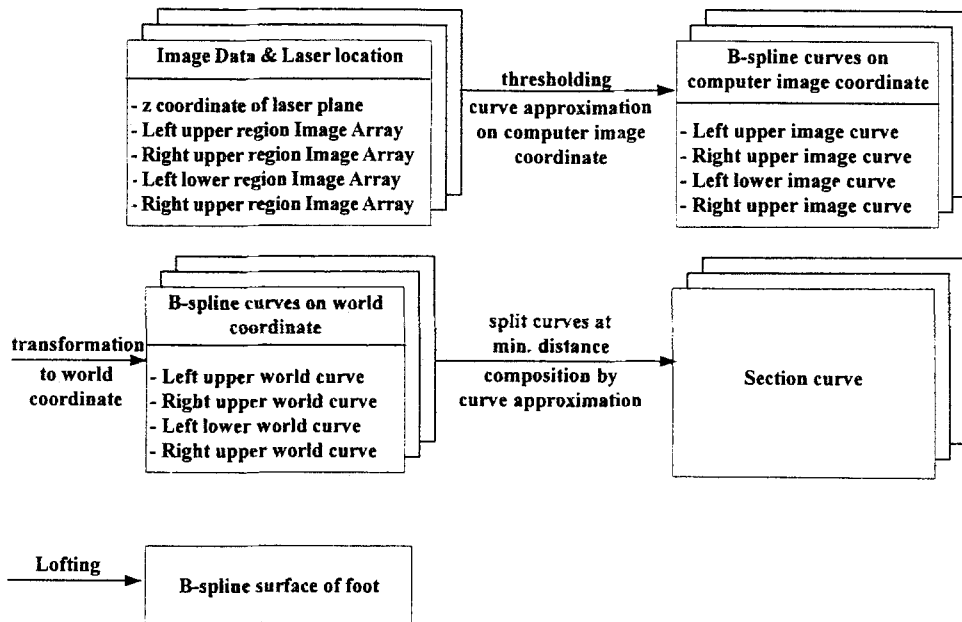 Image Data & Laser location
- z coordinate of laser plane
- Left upper region Image Array
- Right upper region Image Array
- Left lower region Image Array
- Right upper region Image Array
thresholding
curve approximation
on computer image
coordinate
B-spline curves on
computer image coordinate
- Left upper image curve
- Right upper image curve
- Left lower image curve
- Right upper image curve
transformation
to world
coordinate
B-spline curves on world
coordinate
- Left upper world curve
- Right upper world curve
- Left lower world curve
- Right upper world curve
split curves at
min. distance
composition by
curve approximation
Section curve
Lofting
B-spline surface of foot